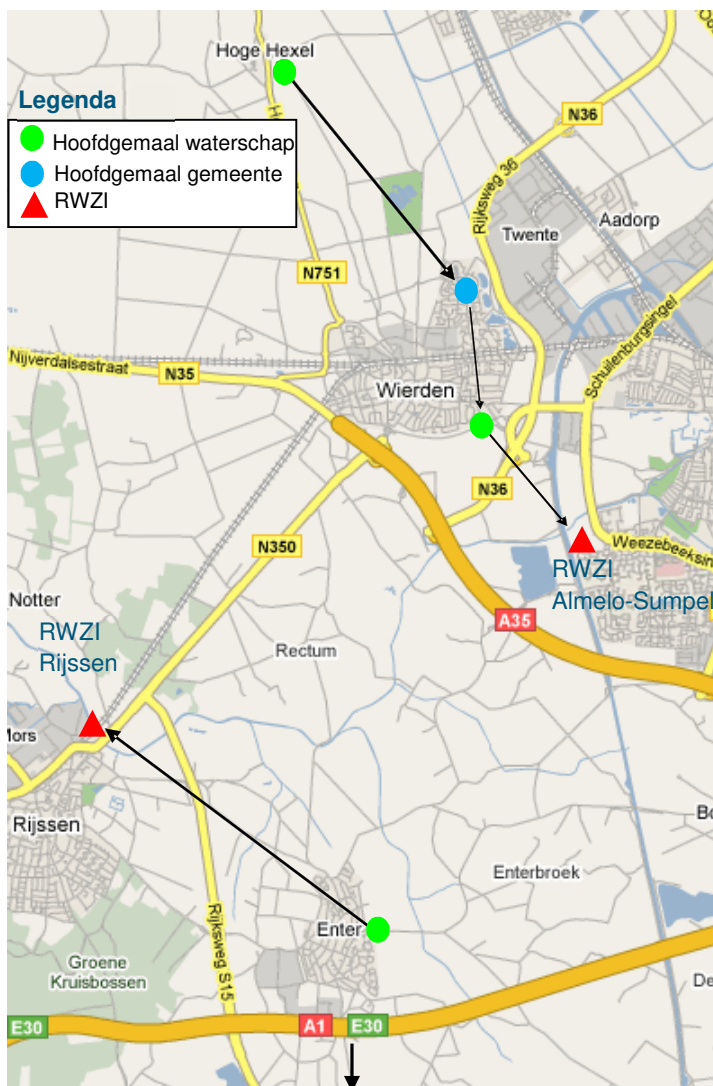 Hoge Hexel
Legenda
Hoofdgemaal waterschap
Hoofdgemaal gemeente
RWZI
N36
Rijksweg 36
Aadorp
Twente
N751
Schuilenburgsingel
Nijverdalsestraat
N35
Wierden
N36
N350
Weezebeeksin
RWZI
Almelo-Sumpel
Notter
RWZI
Rijssen
A35
Rectum
Mors
Rijssen
Enterbroek
Enter
Rijksweg S15
Groene
Kruisbossen
De
E30
A1
E30